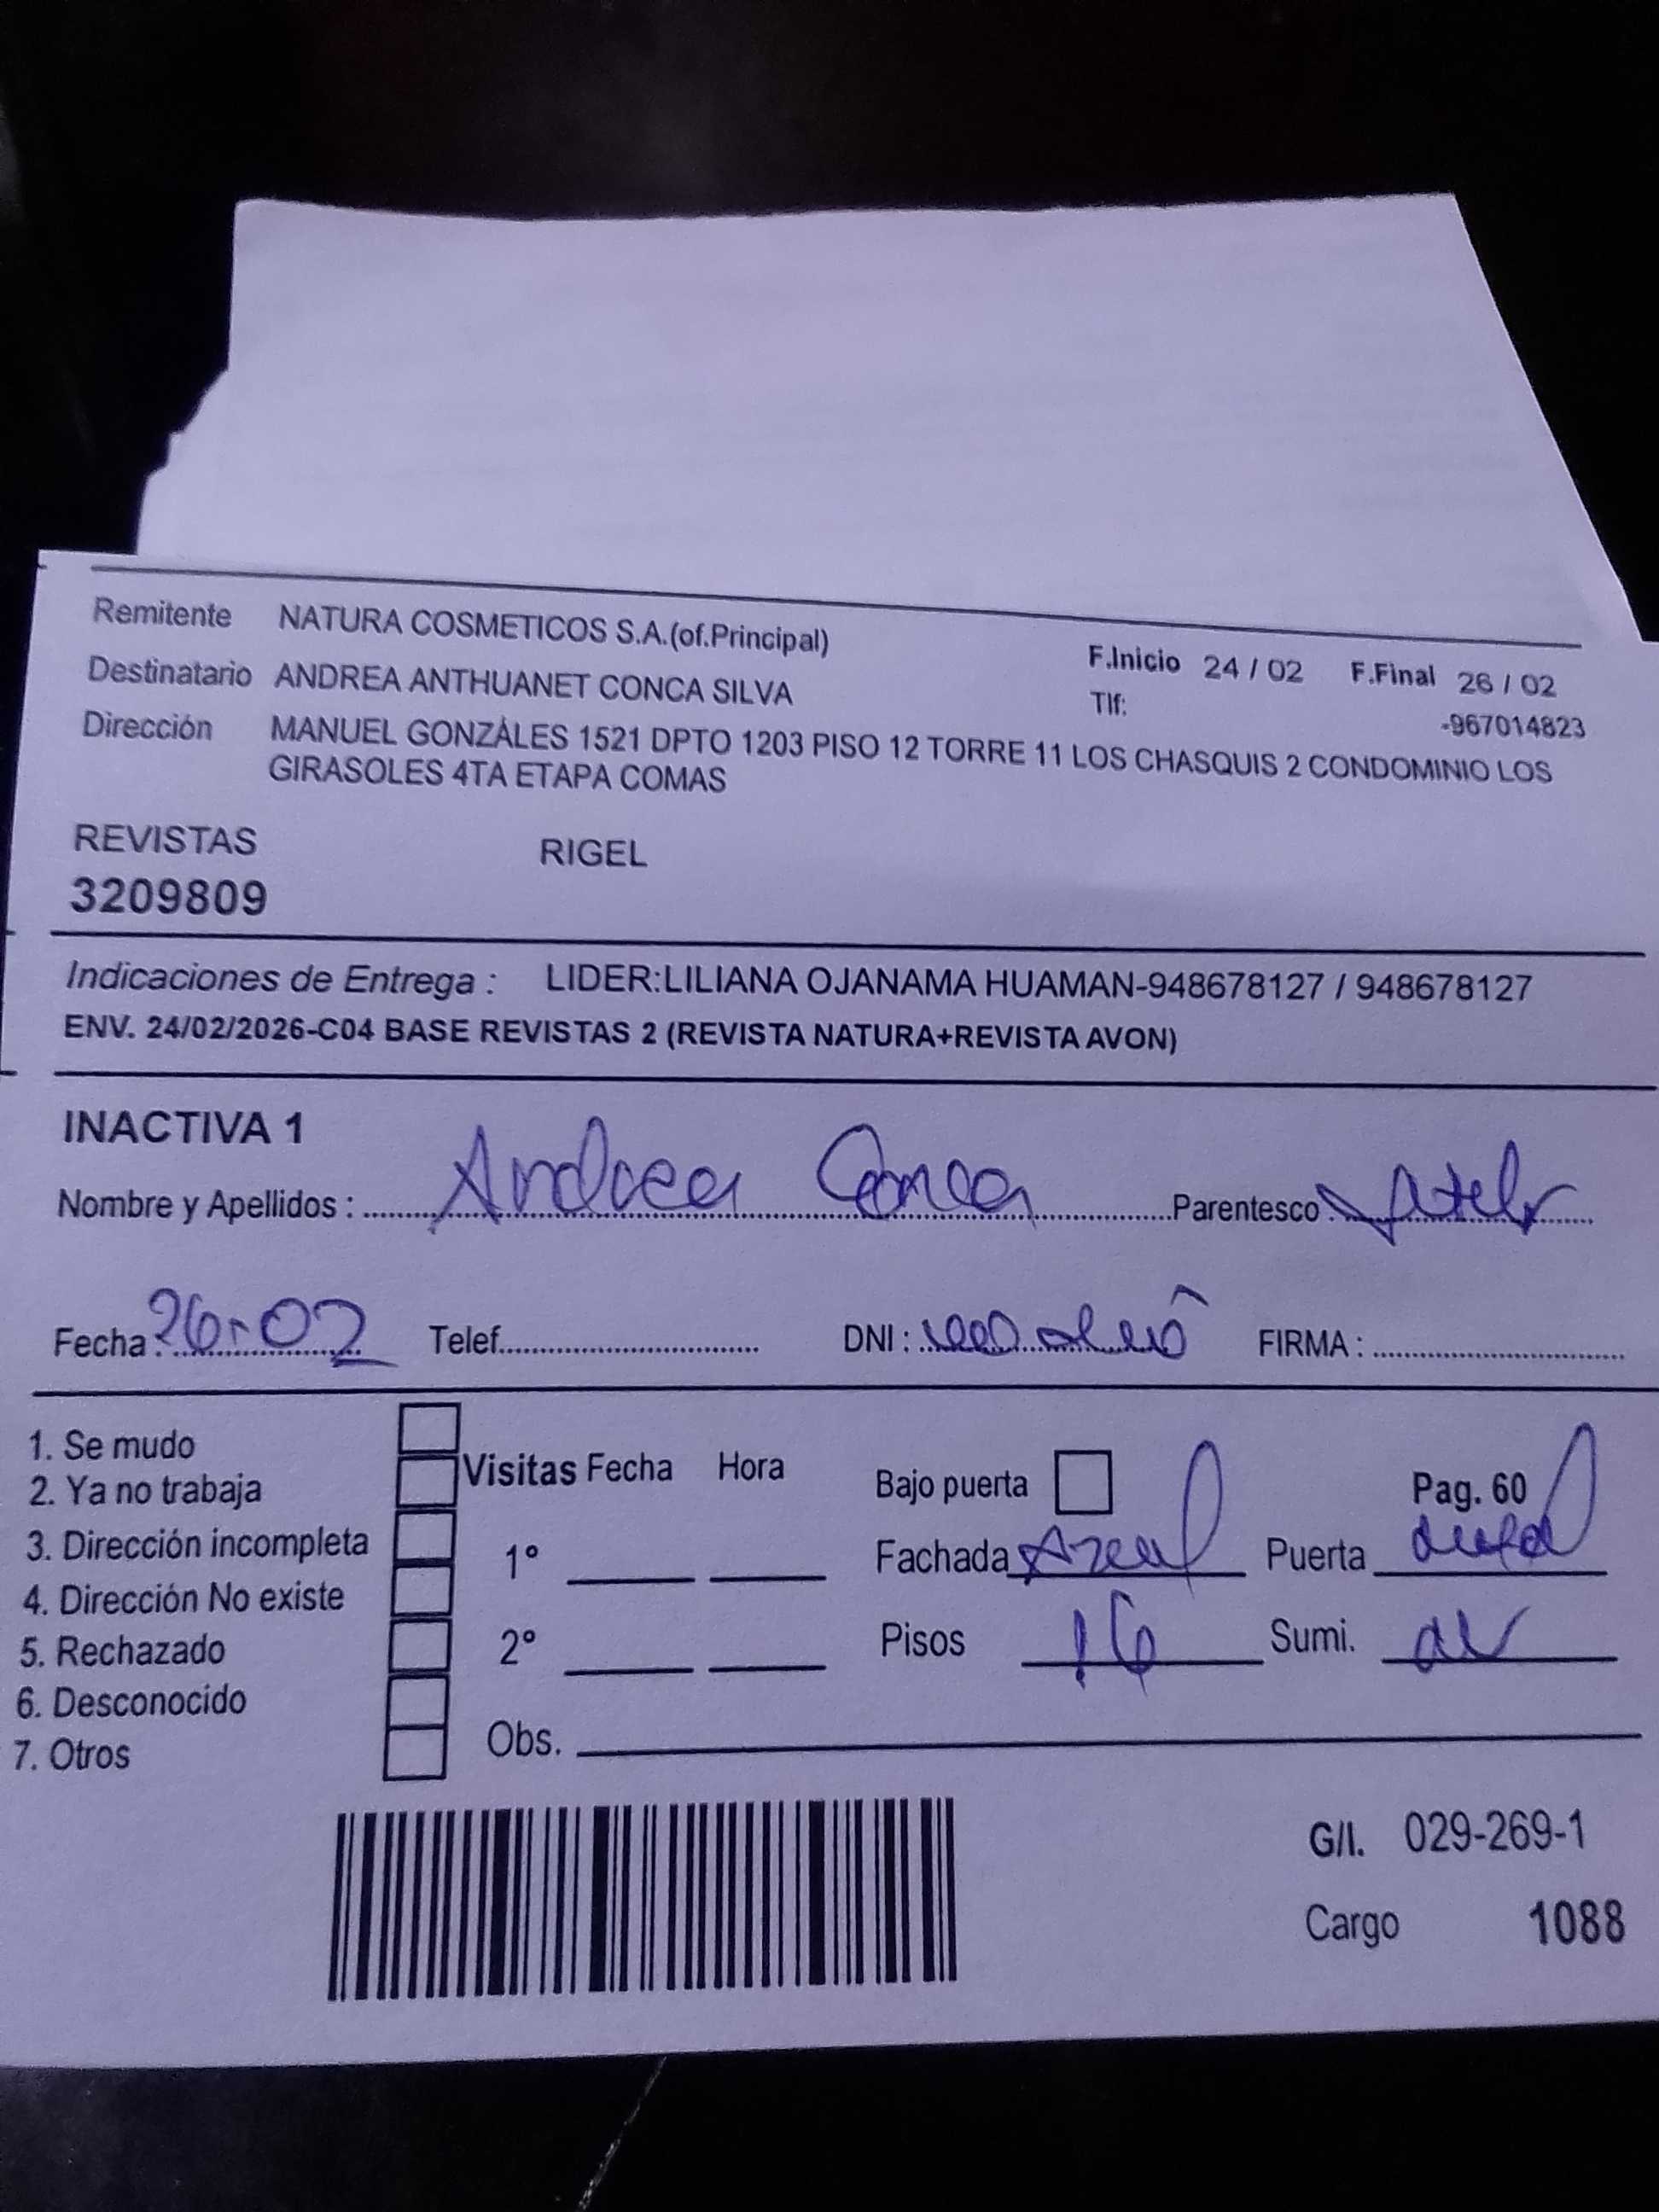 Remitente NATURA COSMETICOS S.A.(of.Principal)
F.Inicio 24 / 02 F.Final 26 / 02
Destinatario ANDREA ANTHUANET CONCA SILVA
Tlf: -967014823
Dirección MANUEL GONZÁLES 1521 DPTO 1203 PISO 12 TORRE 11 LOS CHASQUIS 2 CONDOMINIO LOS
GIRASOLES 4TA ETAPA COMAS
REVISTAS RIGEL
3209809
Indicaciones de Entrega : LIDER:LILIANA OJANAMA HUAMAN-948678127 / 948678127
ENV. 24/02/2026-C04 BASE REVISTAS 2 (REVISTA NATURA+REVISTA AVON)
INACTIVA 1
Nombre y Apellidos : Andrea Conca Parentesco
Fecha : 26-02 Telef. DNI : FIRMA :
1. Se mudo
2. Ya no trabaja
3. Dirección incompleta
4. Dirección No existe
5. Rechazado
6. Desconocido
7. Otros
Visitas Fecha Hora
1°
2°
Obs.
Bajo puerta Pag. 60
Fachada Azul Puerta
Pisos 16 Sumi.
G/I. 029-269-1
Cargo 1088